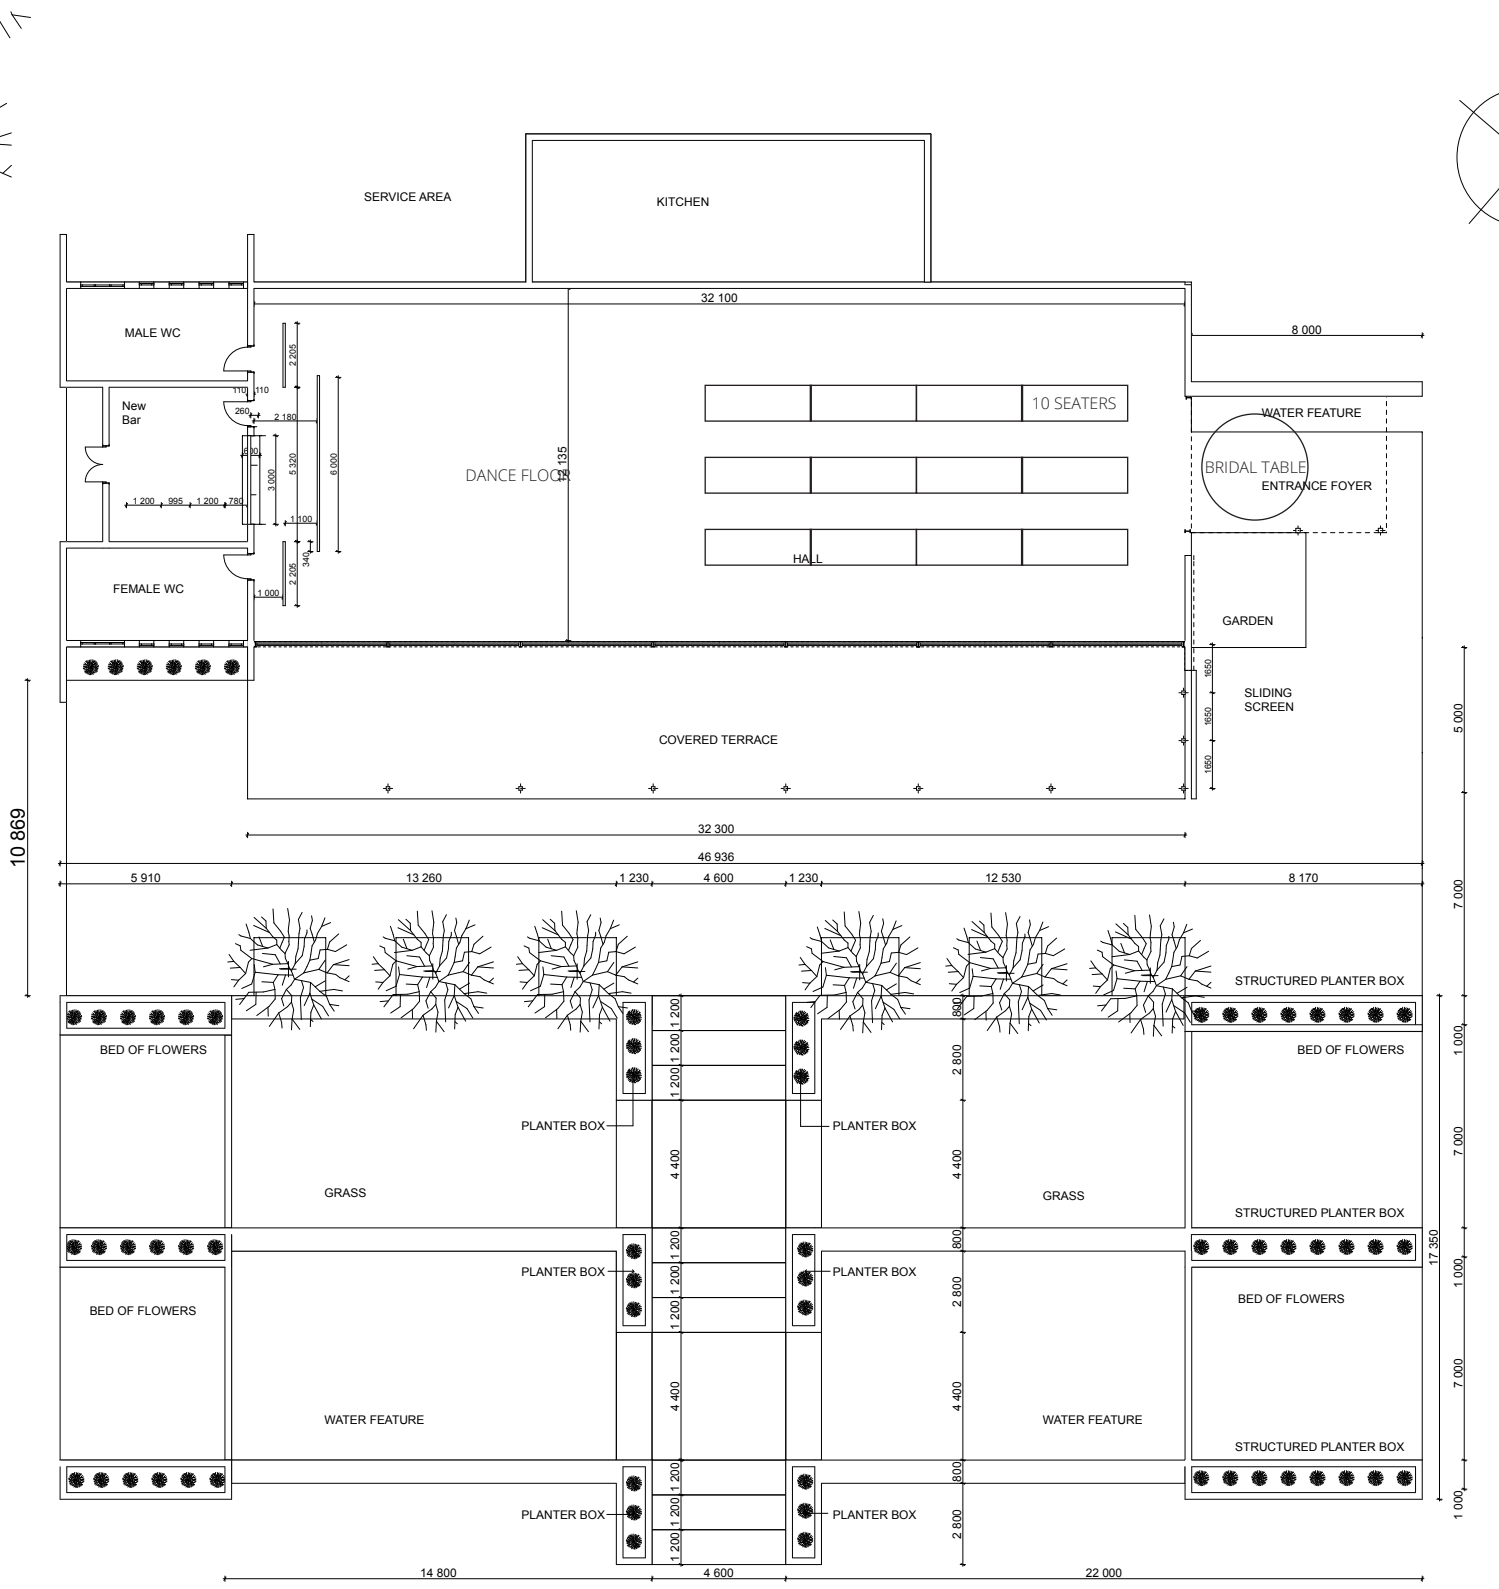 SERVICE AREA
KITCHEN
32 100
8 000
MALE WC
2 205
110
110
New
Bar
260
2 180
10 SEATERS
WATER FEATURE
600
3 000
5 320
6 000
12 135
DANCE FLOOR
BRIDAL TABLE
ENTRANCE FOYER
1 200
995
1 200
780
1 100
340
HALL
2 205
FEMALE WC
1 000
GARDEN
1650
SLIDING
SCREEN
1650
5 000
COVERED TERRACE
1650
10 869
32 300
46 936
5 910
13 260
1 230
4 600
1 230
12 530
8 170
7 000
STRUCTURED PLANTER BOX
1 200
800
BED OF FLOWERS
1 200
2 800
BED OF FLOWERS
1 000
1 200
PLANTER BOX
PLANTER BOX
7 000
4 400
4 400
GRASS
GRASS
STRUCTURED PLANTER BOX
1 200
800
17 350
PLANTER BOX
1 200
PLANTER BOX
1 000
2 800
BED OF FLOWERS
1 200
BED OF FLOWERS
4 400
4 400
7 000
WATER FEATURE
WATER FEATURE
STRUCTURED PLANTER BOX
1 200
800
1 000
PLANTER BOX
1 200
PLANTER BOX
2 800
1 200
14 800
4 600
22 000